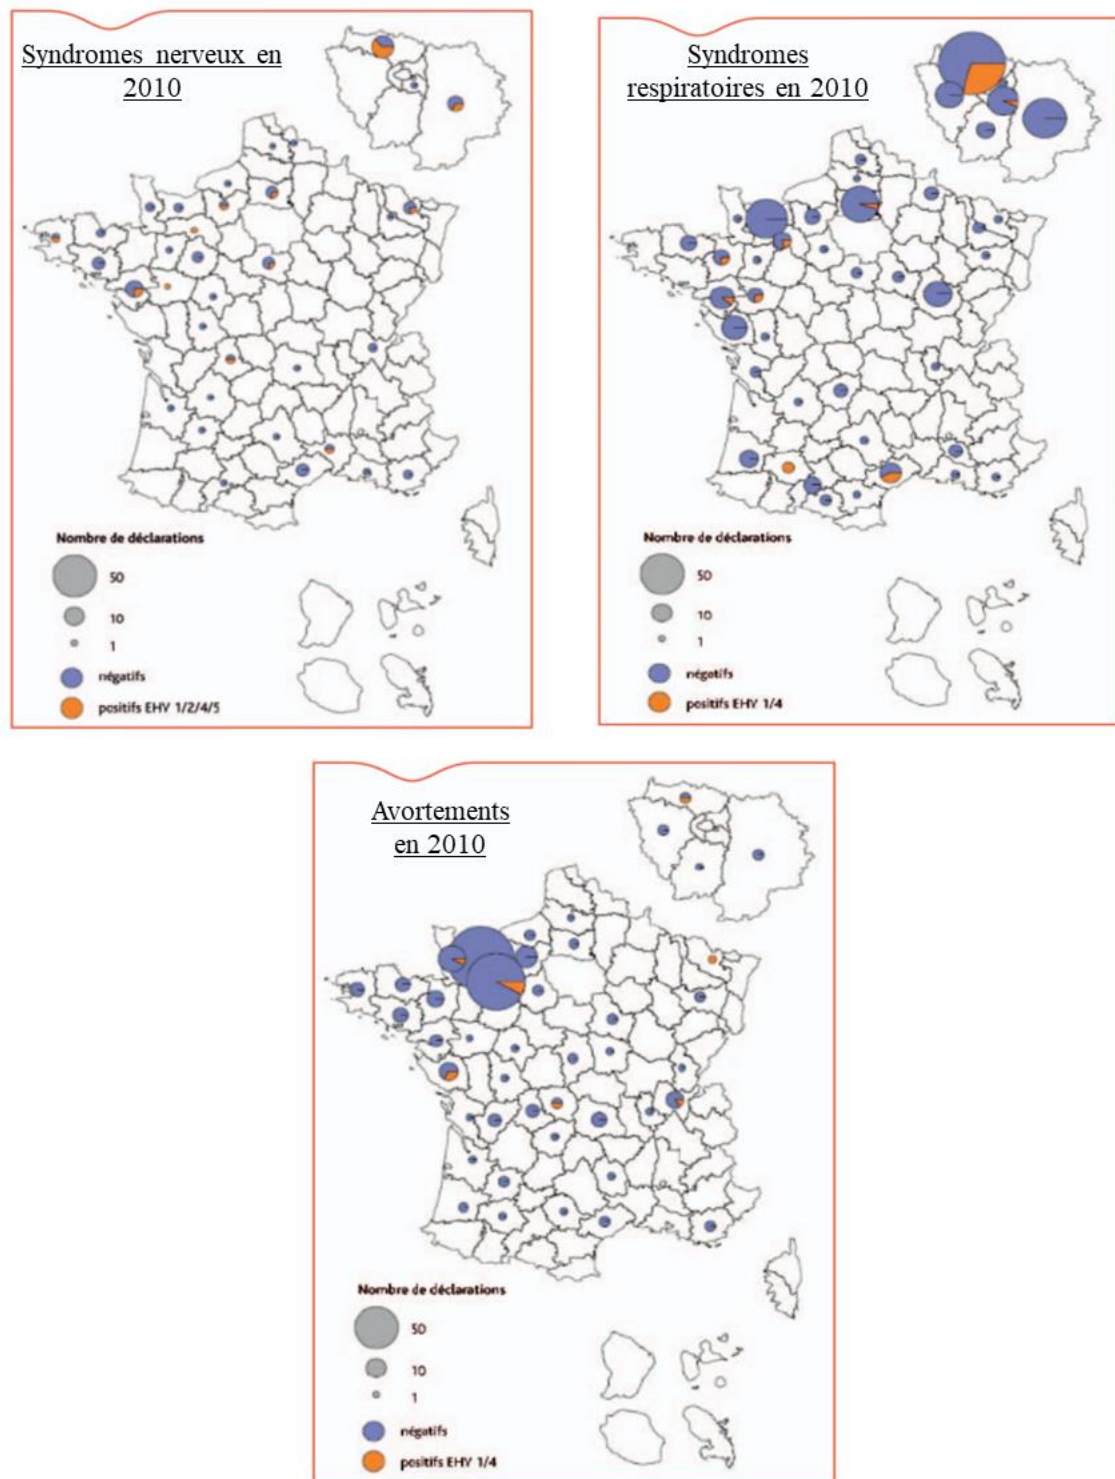 Syndromes nerveux en
2010
Nombre de déclarations
50
10
1
négatifs
positifs EHV 1/2/4/5
Syndromes
respiratoires en 2010
Nombre de déclarations
50
10
1
négatifs
positifs EHV 1/4
Avortements
en 2010
Nombre de déclarations
50
10
1
négatifs
positifs EHV 1/4